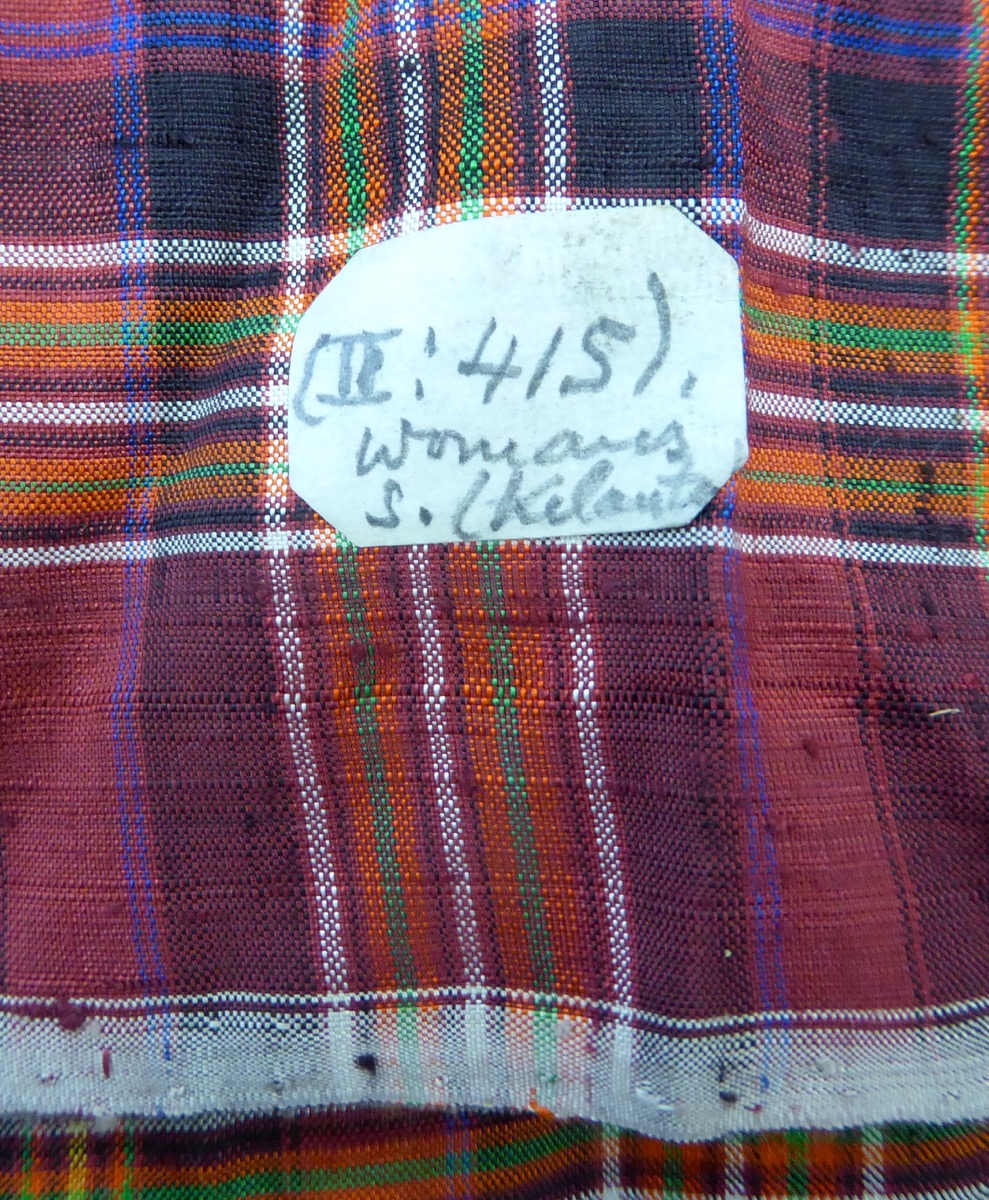 (II: 415).
Womans
S. (Kelanta